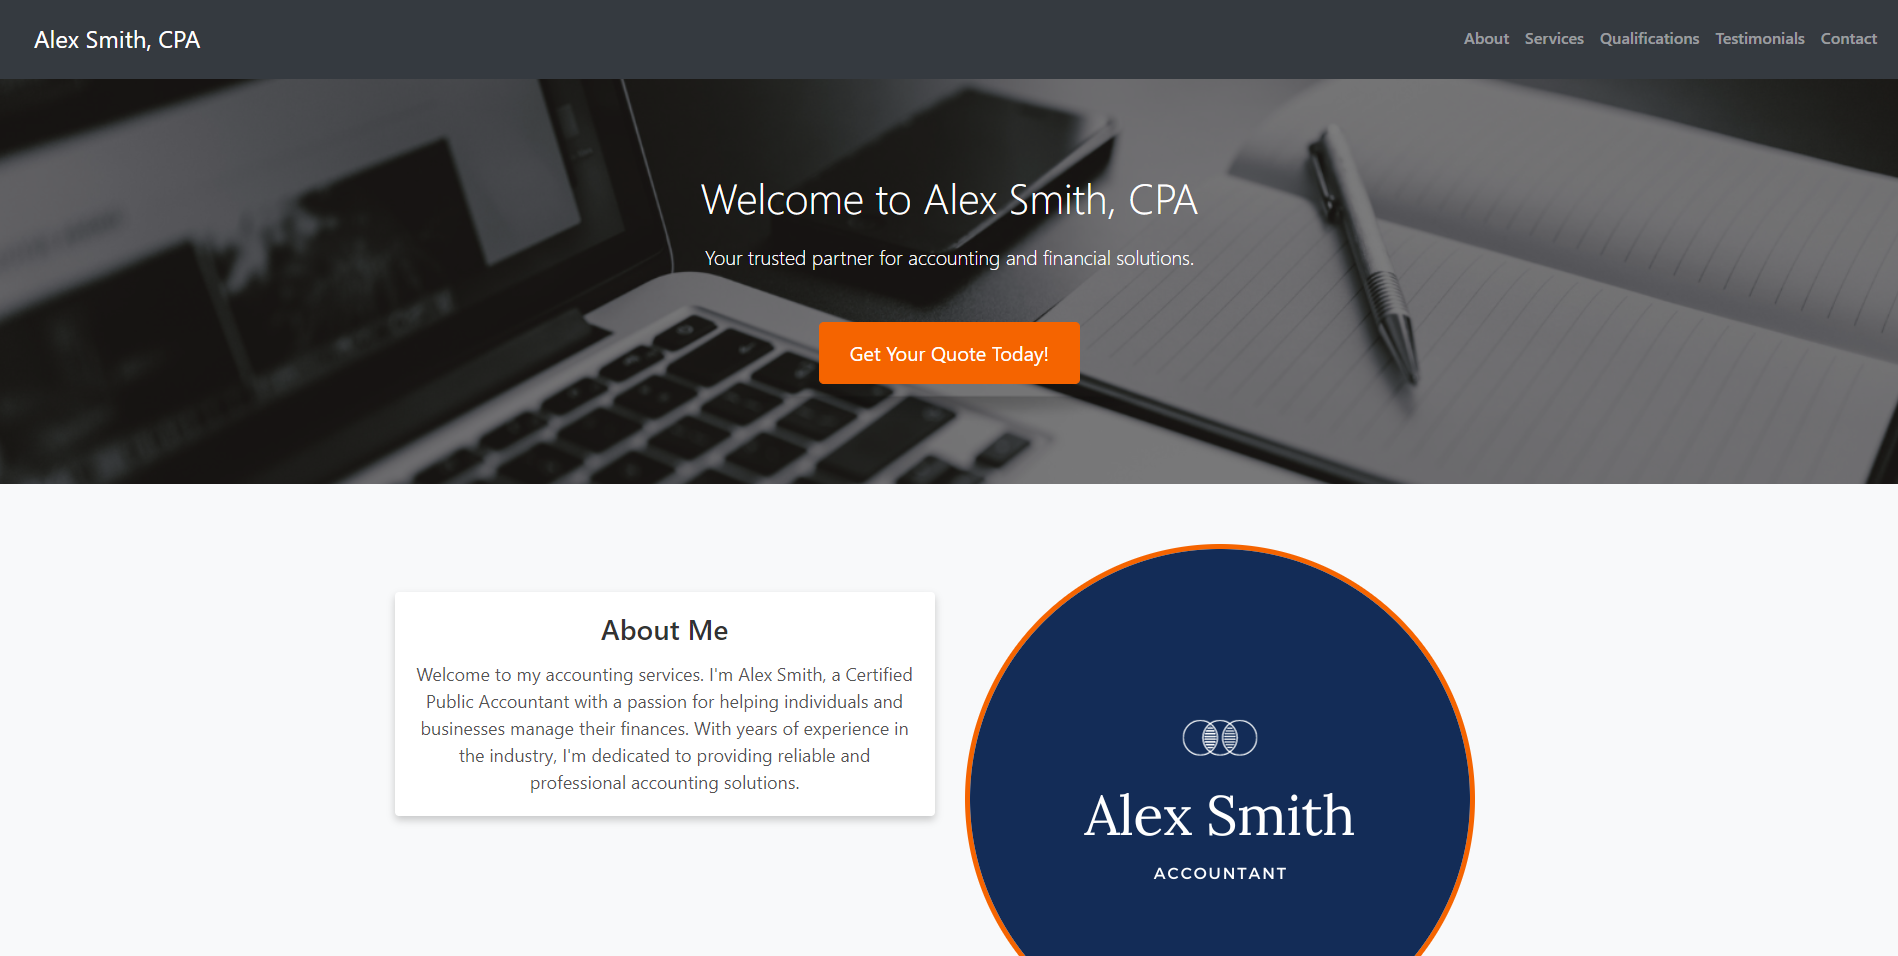 Alex Smith, CPA
About Services Qualifications Testimonials Contact
Welcome to Alex Smith, CPA
Your trusted partner for accounting and financial solutions.
Get Your Quote Today!
About Me
Welcome to my accounting services. I'm Alex Smith, a Certified
Public Accountant with a passion for helping individuals and
businesses manage their finances. With years of experience in
the industry, I'm dedicated to providing reliable and
professional accounting solutions.
Alex Smith
ACCOUNTANT